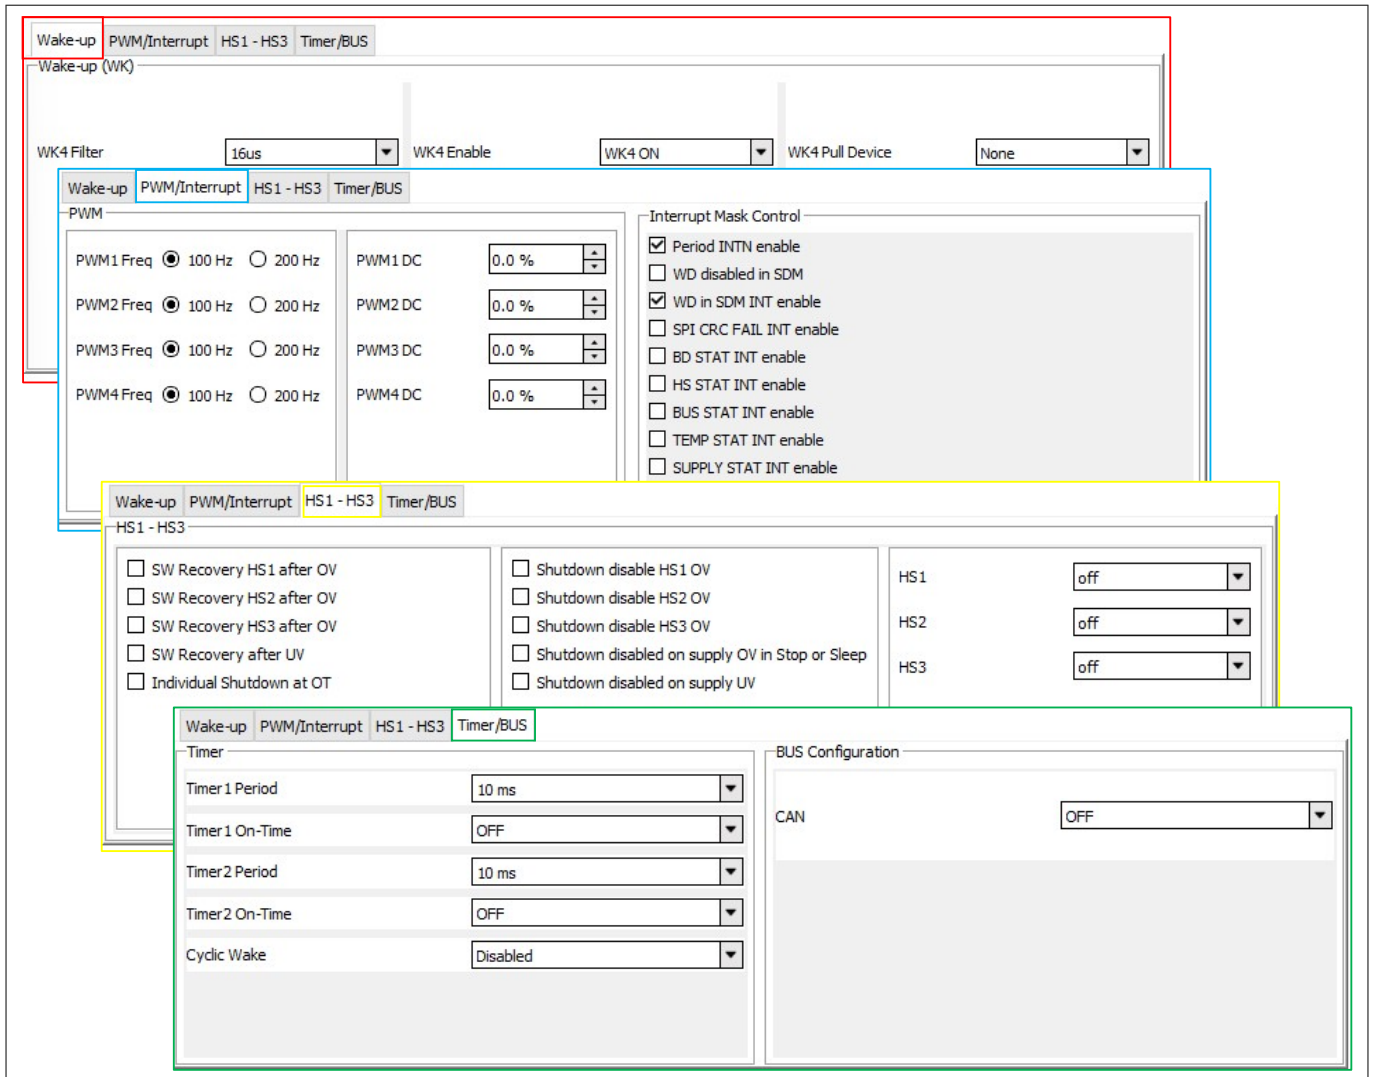 Wake-up PWM/Interrupt HS1 - HS3 Timer/BUS
Wake-up (WK)
WK4 Filter 16us WK4 Enable WK4 ON WK4 Pull Device None
Wake-up PWM/Interrupt HS1 - HS3 Timer/BUS
PWM
PWM1 Freq 100 Hz 200 Hz PWM1 DC 0.0 %
PWM2 Freq 100 Hz 200 Hz PWM2 DC 0.0 %
PWM3 Freq 100 Hz 200 Hz PWM3 DC 0.0 %
PWM4 Freq 100 Hz 200 Hz PWM4 DC 0.0 %
Interrupt Mask Control
Period INTN enable
WD disabled in SDM
WD in SDM INT enable
SPI CRC FAIL INT enable
BD STAT INT enable
HS STAT INT enable
BUS STAT INT enable
TEMP STAT INT enable
SUPPLY STAT INT enable
Wake-up PWM/Interrupt HS1 - HS3 Timer/BUS
HS1 - HS3
SW Recovery HS1 after OV
SW Recovery HS2 after OV
SW Recovery HS3 after OV
SW Recovery after UV
Individual Shutdown at OT
Shutdown disable HS1 OV
Shutdown disable HS2 OV
Shutdown disable HS3 OV
Shutdown disabled on supply OV in Stop or Sleep
Shutdown disabled on supply UV
HS1 off
HS2 off
HS3 off
Wake-up PWM/Interrupt HS1 - HS3 Timer/BUS
Timer
Timer1 Period 10 ms
Timer1 On-Time OFF
Timer2 Period 10 ms
Timer2 On-Time OFF
Cyclic Wake Disabled
BUS Configuration
CAN OFF